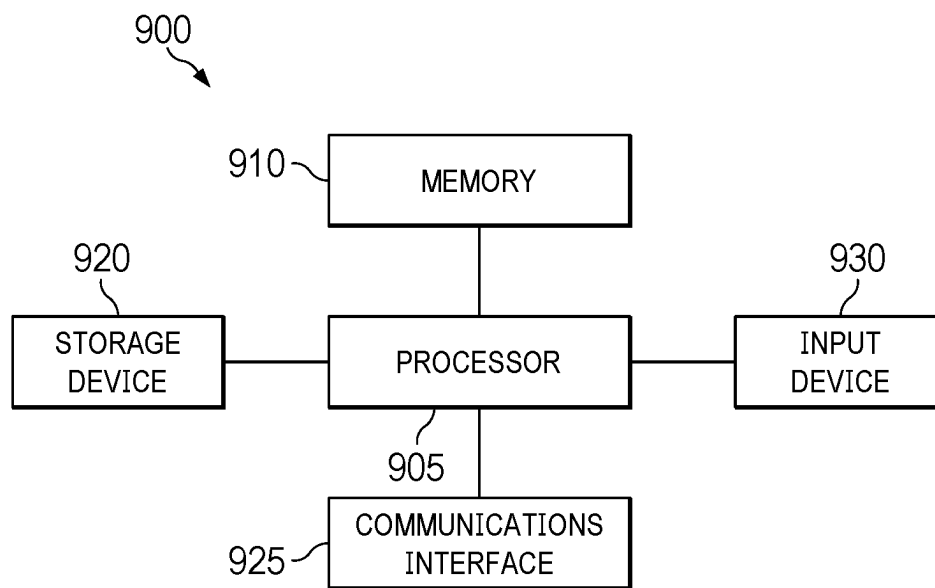 900
910
MEMORY
920
930
STORAGE
DEVICE
PROCESSOR
INPUT
DEVICE
905
925
COMMUNICATIONS
INTERFACE